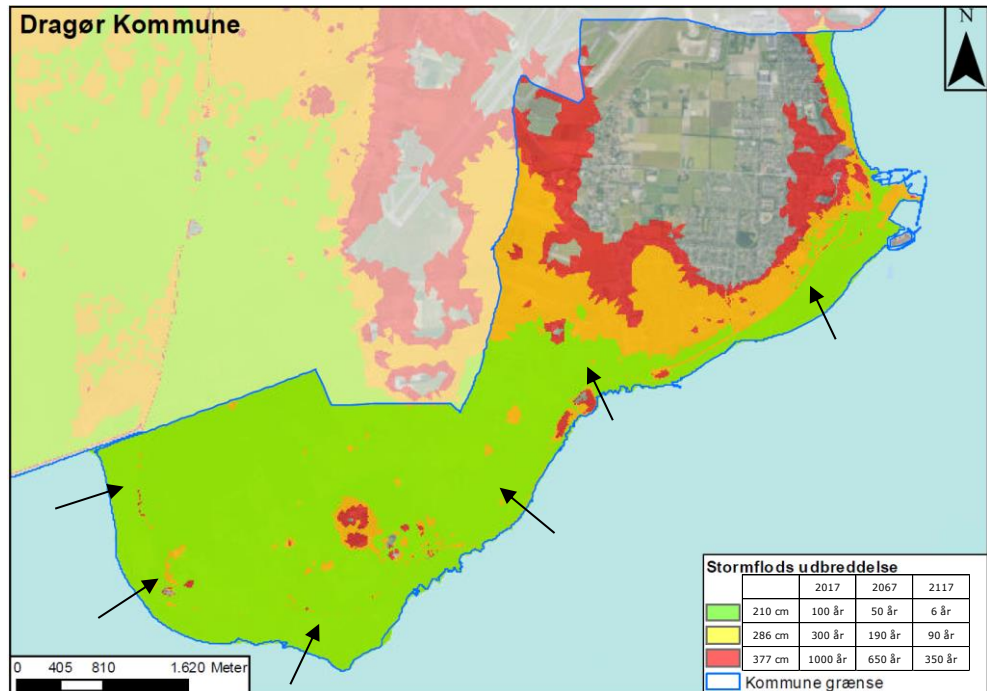 Dragør Kommune
N
Stormflods udbreddelse
2017 2067 2117
210 cm 100 år 50 år 6 år
286 cm 300 år 190 år 90 år
377 cm 1000 år 650 år 350 år
Kommune grænse
0 405 810 1.620 Meter